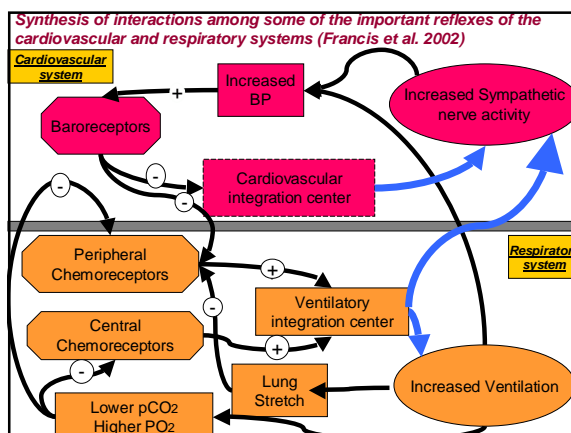 Synthesis of interactions among some of the important reflexes of the
cardiovascular and respiratory systems (Francis et al. 2002)
Cardiovascular
system
Increased
BP
Increased Sympathetic
nerve activity
+
Baroreceptors
-
-
-
Cardiovascular
integration center
Respirator
system
Peripheral
Chemoreceptors
+
-
Ventilatory
integration center
Central
Chemoreceptors
+
-
Lung
Stretch
Increased Ventilation
Lower pCO2
Higher PO2